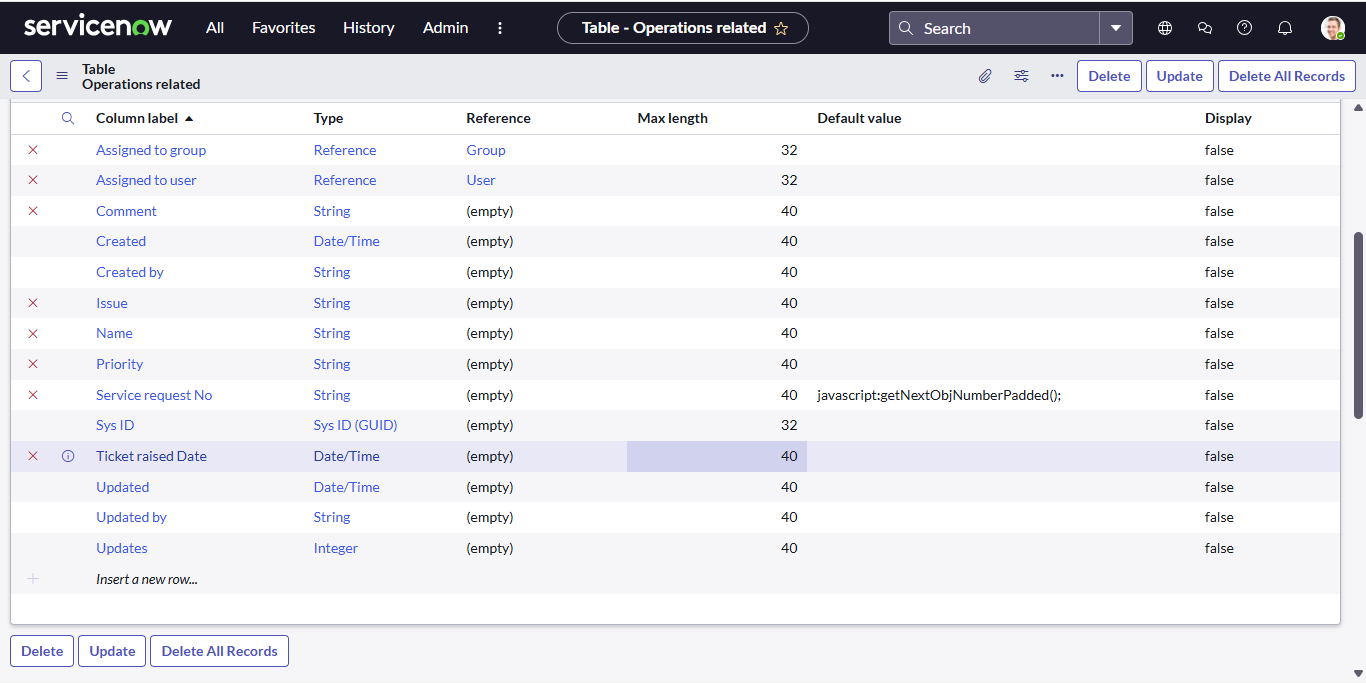 servicenow All Favorites History Admin Table - Operations related Search
Table
Operations related
Delete Update Delete All Records
Column label Type Reference Max length Default value Display
Assigned to group Reference Group 32 false
Assigned to user Reference User 32 false
Comment String (empty) 40 false
Created Date/Time (empty) 40 false
Created by String (empty) 40 false
Issue String (empty) 40 false
Name String (empty) 40 false
Priority String (empty) 40 false
Service request No String (empty) 40 javascript:getNextObjNumberPadded(); false
Sys ID Sys ID (GUID) (empty) 32 false
Ticket raised Date Date/Time (empty) 40 false
Updated Date/Time (empty) 40 false
Updated by String (empty) 40 false
Updates Integer (empty) 40 false
Insert a new row...
Delete Update Delete All Records